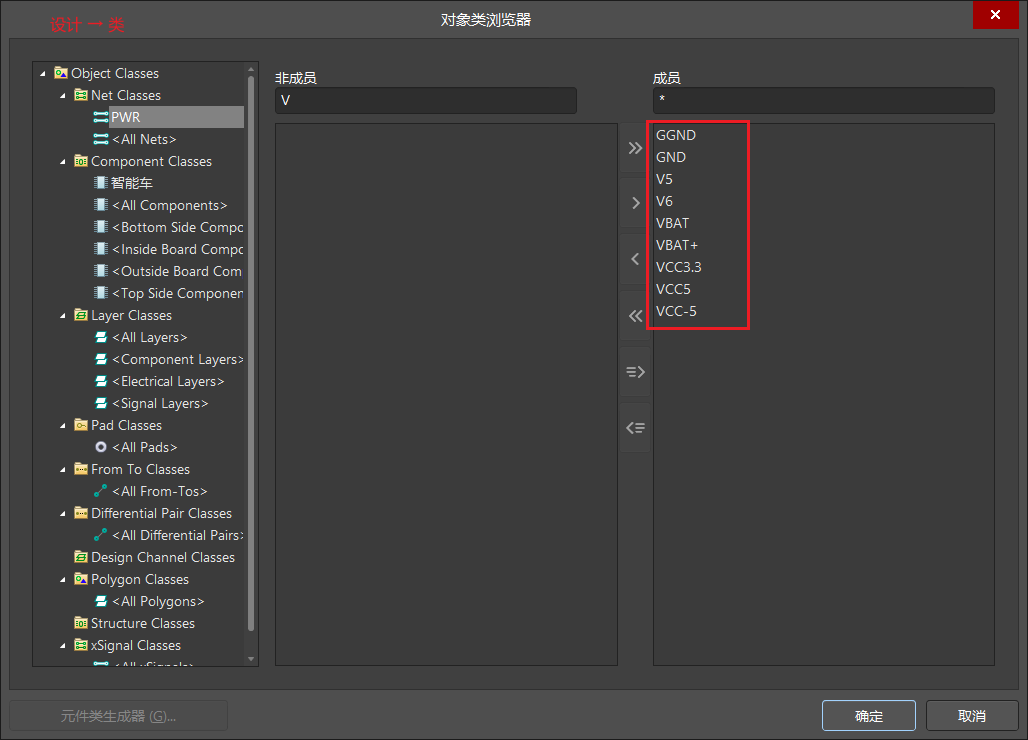 设计 → 类
对象类浏览器
Object Classes
Net Classes
PWR
<All Nets>
Component Classes
智能车
<All Components>
<Bottom Side Compo
<Inside Board Compo
<Outside Board Com
<Top Side Componen
Layer Classes
<All Layers>
<Component Layers>
<Electrical Layers>
<Signal Layers>
Pad Classes
<All Pads>
From To Classes
<All From-Tos>
Differential Pair Classes
<All Differential Pairs>
Design Channel Classes
Polygon Classes
<All Polygons>
Structure Classes
xSignal Classes
<All xSignals>
非成员
V
成员
*
GGND
GND
V5
V6
VBAT
VBAT+
VCC3.3
VCC5
VCC-5
元件类生成器 (G)...
确定
取消